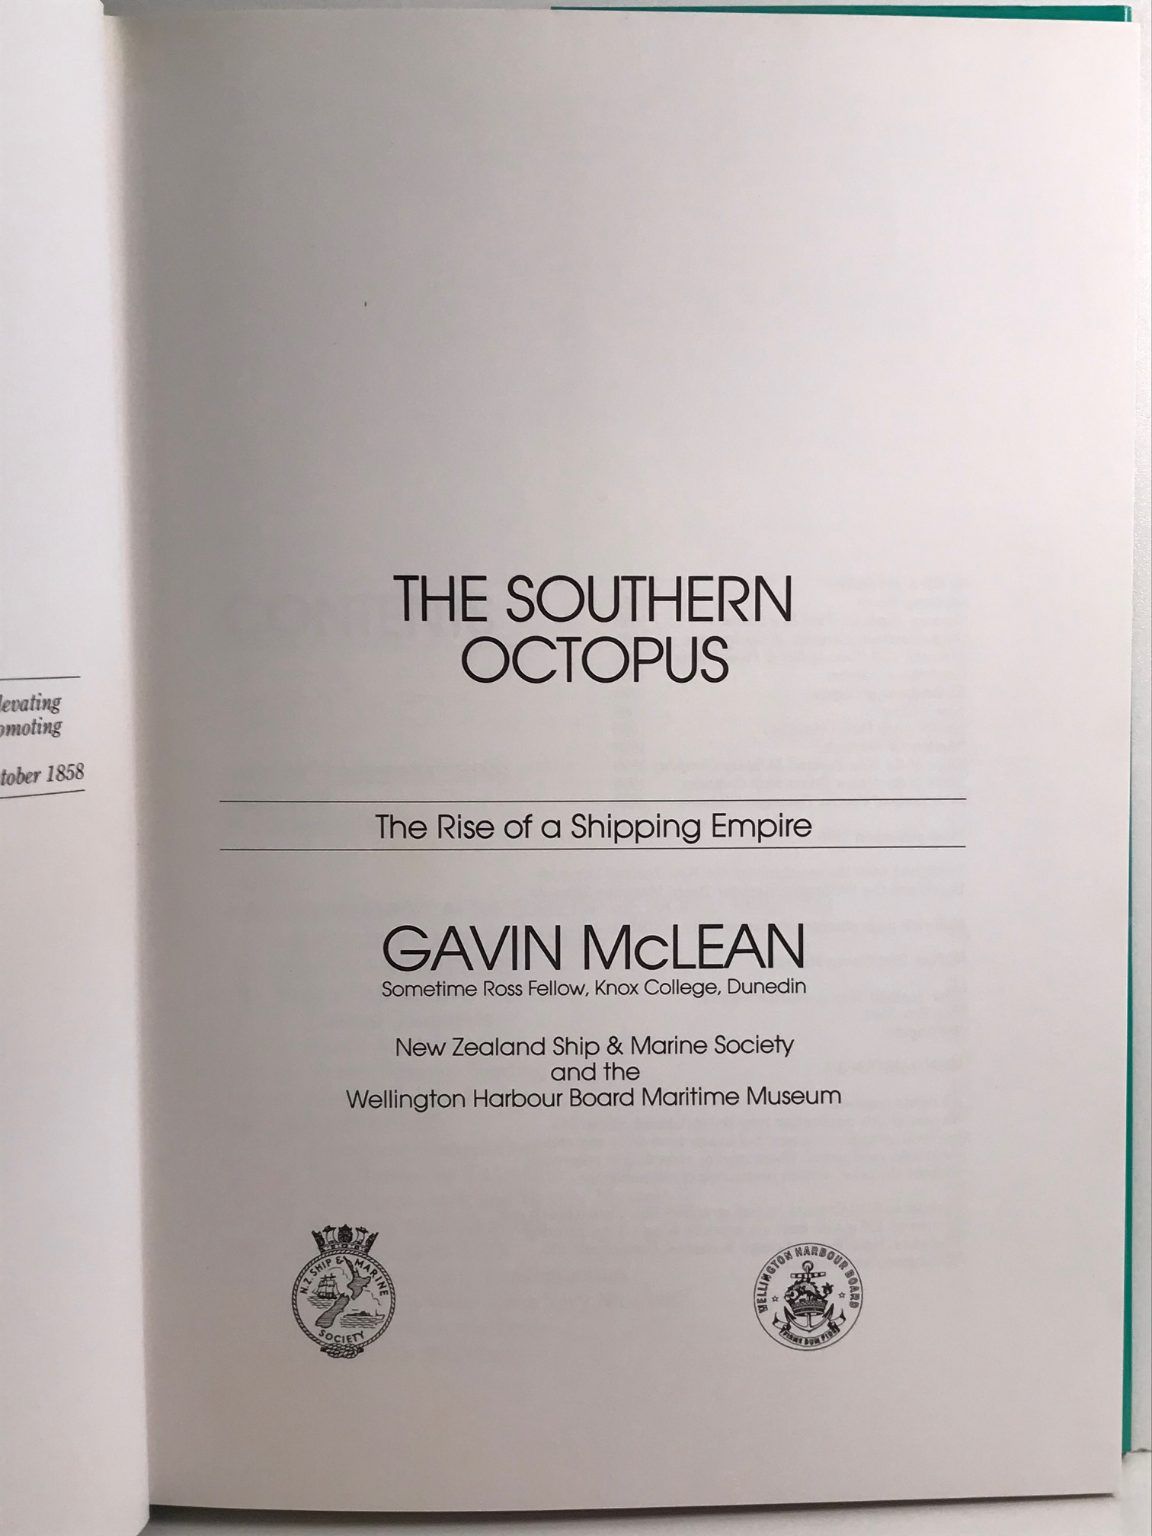 levating
omoting
tober 1858
THE SOUTHERN
OCTOPUS
The Rise of a Shipping Empire
GAVIN McLEAN
Sometime Ross Fellow, Knox College, Dunedin
New Zealand Ship & Marine Society
and the
Wellington Harbour Board Maritime Museum
N.Z. SHIP & MARINE
SOCIETY
WELLINGTON HARBOUR BOARD